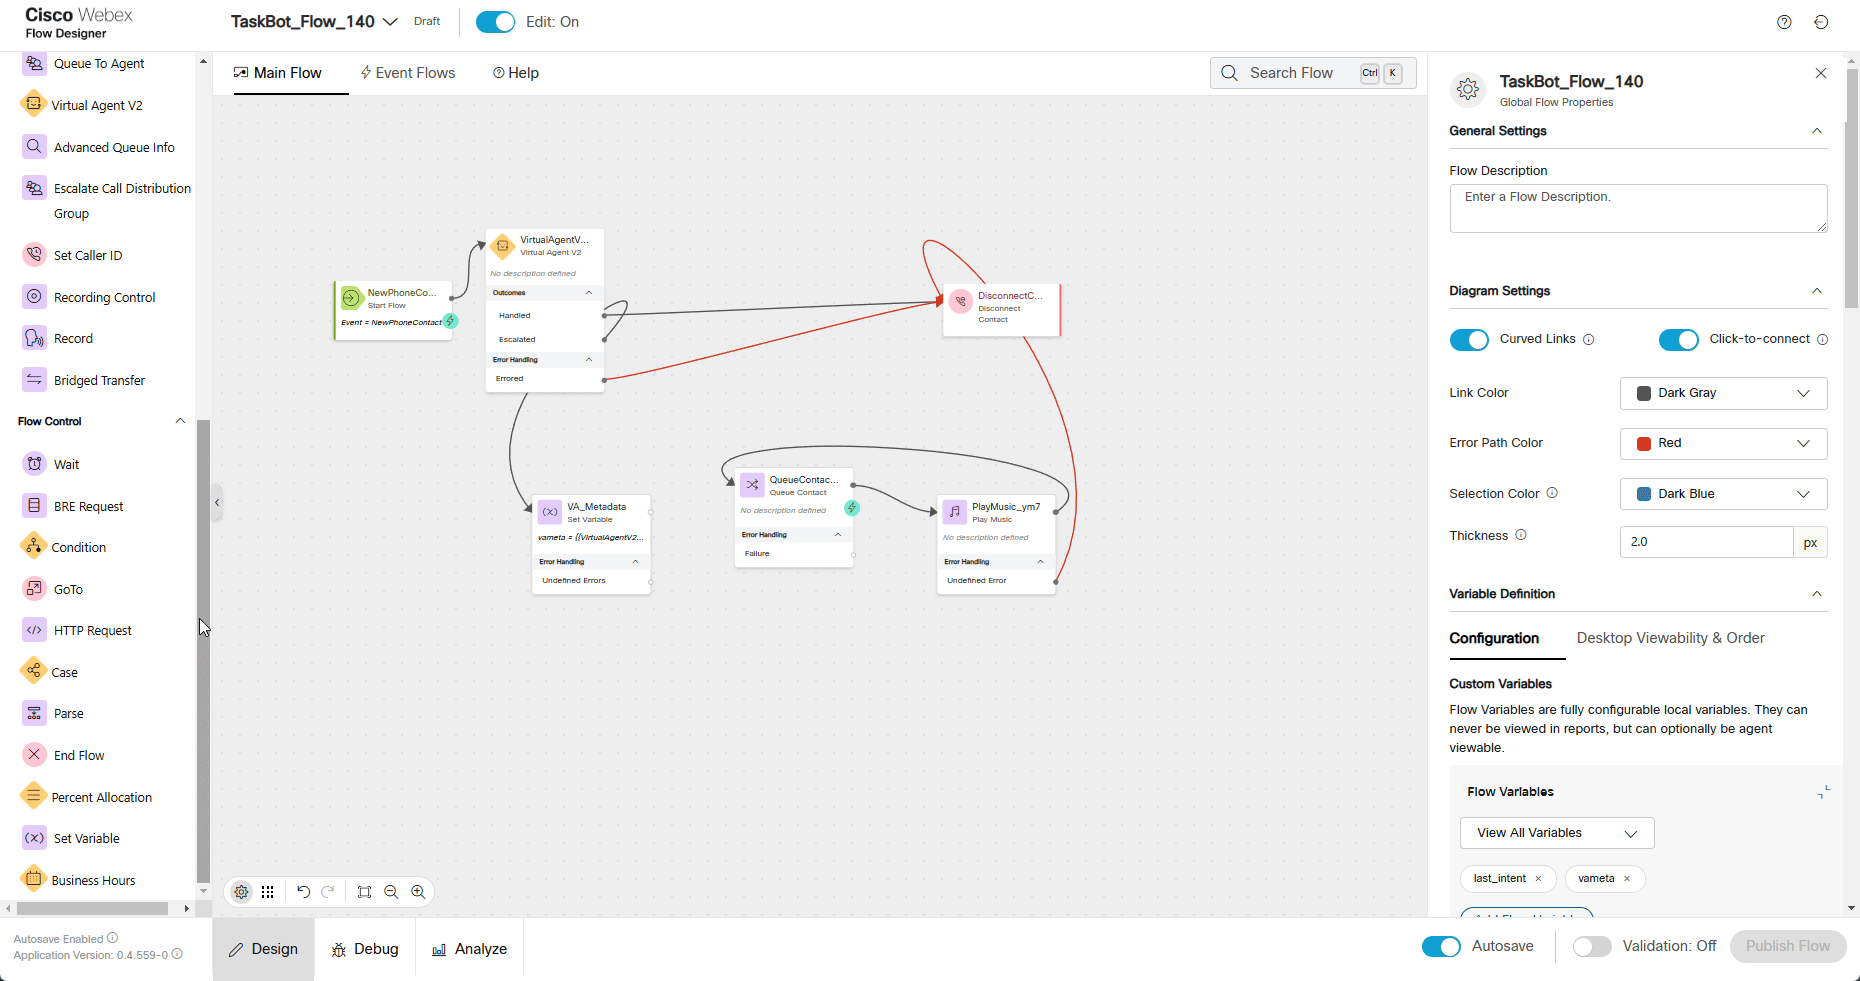 Cisco Webex
Flow Designer
TaskBot_Flow_140
Draft
Edit: On
Queue To Agent
Virtual Agent V2
Advanced Queue Info
Escalate Call Distribution
Group
Set Caller ID
Recording Control
Record
Bridged Transfer
Flow Control
Wait
BRE Request
Condition
GoTo
HTTP Request
Case
Parse
End Flow
Percent Allocation
Set Variable
Business Hours
Autosave Enabled
Application Version: 0.4.559-0
Main Flow
Event Flows
Help
Search Flow
Ctrl
K
NewPhoneCo...
Start Flow
Event = NewPhoneContact
VirtualAgentV...
Virtual Agent V2
No description defined
Outcomes
Handled
Escalated
Error Handling
Errored
DisconnectC...
Disconnect
Contact
VA_Metadata
Set Variable
vameta = {{VirtualAgentV2...
Error Handling
Undefined Errors
QueueContac...
Queue Contact
No description defined
Error Handling
Failure
PlayMusic_ym7
Play Music
No description defined
Error Handling
Undefined Error
Design
Debug
Analyze
TaskBot_Flow_140
Global Flow Properties
General Settings
Flow Description
Enter a Flow Description.
Diagram Settings
Curved Links
Click-to-connect
Link Color
Dark Gray
Error Path Color
Red
Selection Color
Dark Blue
Thickness
2.0
px
Variable Definition
Configuration
Desktop Viewability & Order
Custom Variables
Flow Variables are fully configurable local variables. They can
never be viewed in reports, but can optionally be agent
viewable.
Flow Variables
View All Variables
last_intent ×
vameta ×
Autosave
Validation: Off
Publish Flow